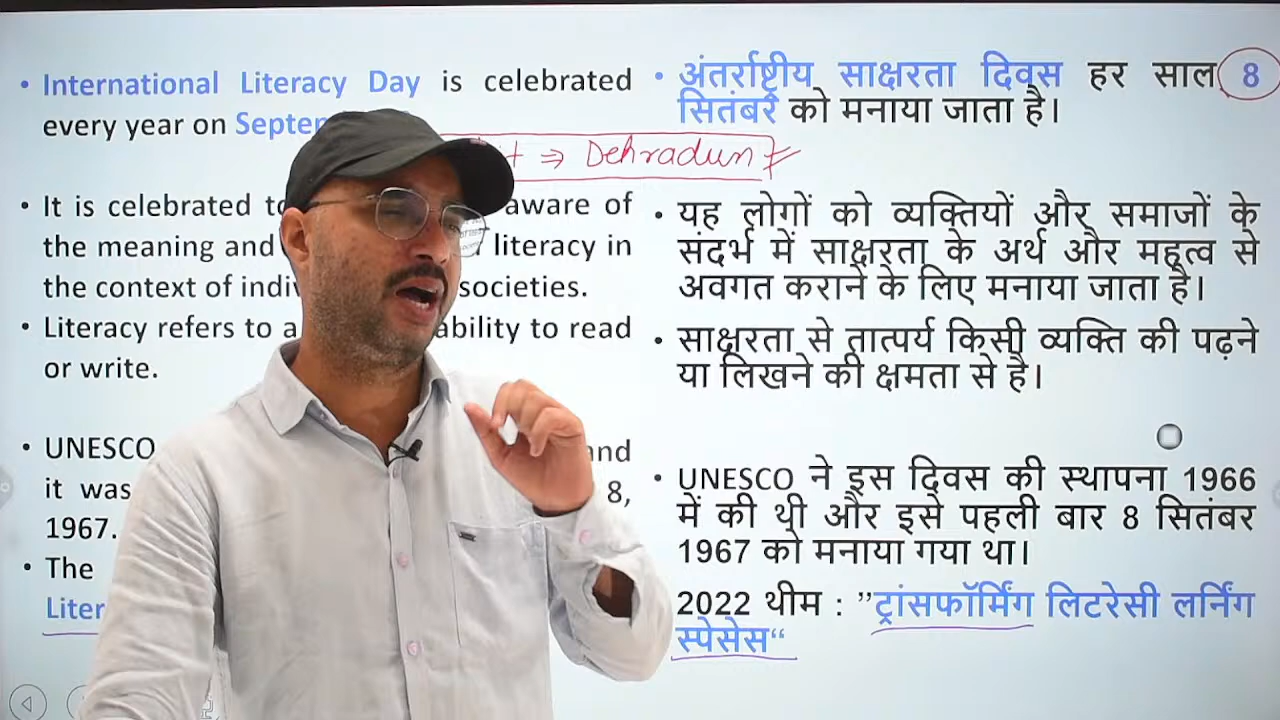 International Literacy Day is celebrated
every year on
⇒ Dehradun
It is celebrated aware of
the meaning and literacy in
the context of societies.
Literacy refers to a ability to read
or write.
UNESCO and
it was 8,
1967.
The
अंतर्राष्ट्रीय साक्षरता दिवस हर साल 8
सितंबर को मनाया जाता है।
यह लोगों को व्यक्तियों और समाजों के
संदर्भ में साक्षरता के अर्थ और महत्व से
अवगत कराने के लिए मनाया जाता है।
साक्षरता से तात्पर्य किसी व्यक्ति की पढ़ने
या लिखने की क्षमता से है।
UNESCO ने इस दिवस की स्थापना 1966
में की थी और इसे पहली बार 8 सितंबर
1967 को मनाया गया था।
2022 थीम : ”ट्रांसफॉर्मिंग लिटरेसी लर्निंग
स्पेसेस“